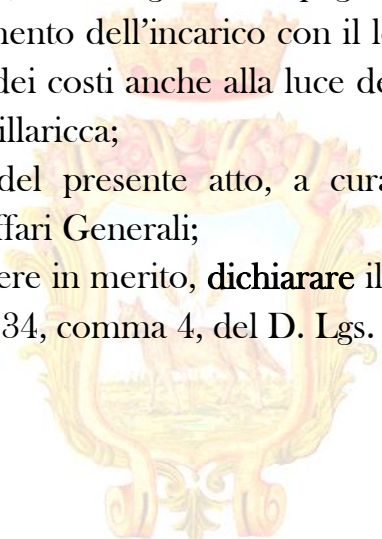 mento dell’incarico con il l
dei costi anche alla luce de
illaricca;
del presente atto, a cura
ffari Generali;
ere in merito, dichiarare il
34, comma 4, del D. Lgs.